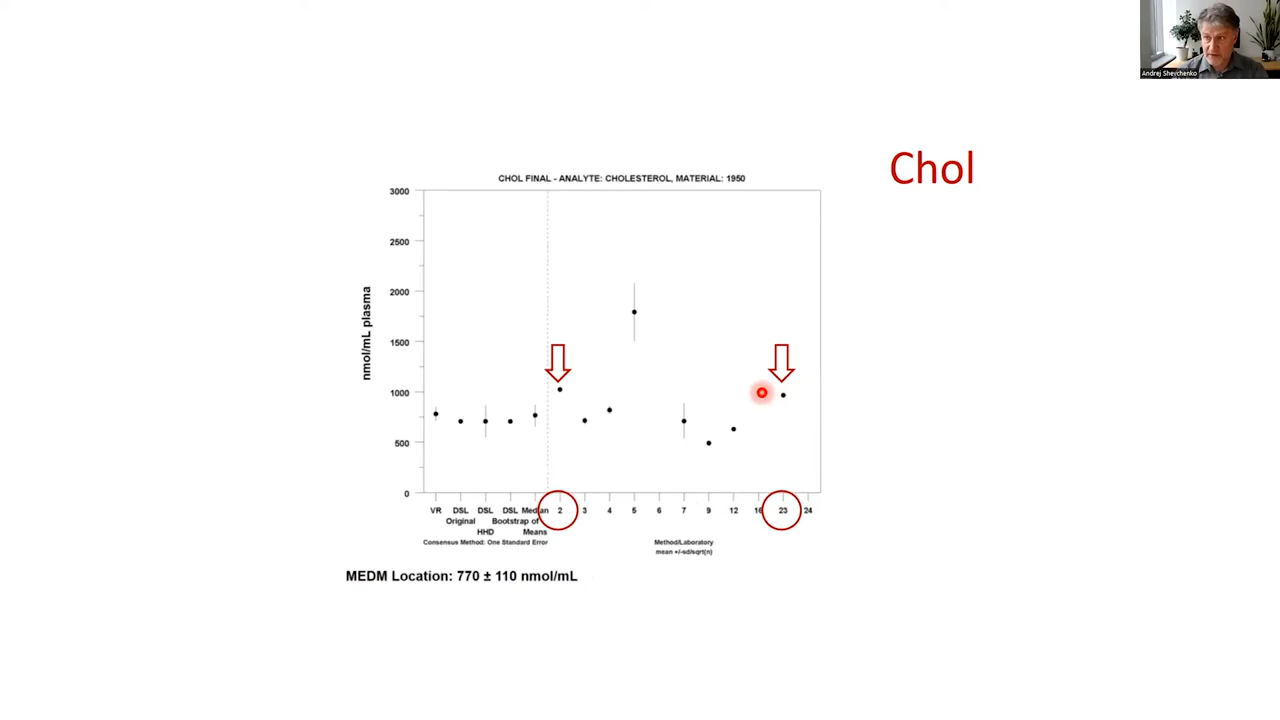 Andrej Shevchenko
Chol
CHOL FINAL - ANALYTE: CHOLESTEROL, MATERIAL: 1950
3000
2500
2000
1500
1000
500
0
nmol/mL plasma
VR DSL DSL DSL Median 2 3 4 5 6 7 9 12 16 23 24
Original Bootstrap of
HHD Means
Consensus Method: One Standard Error Method/Laboratory
mean +/-sd/sqrt(n)
MEDM Location: 770 ± 110 nmol/mL